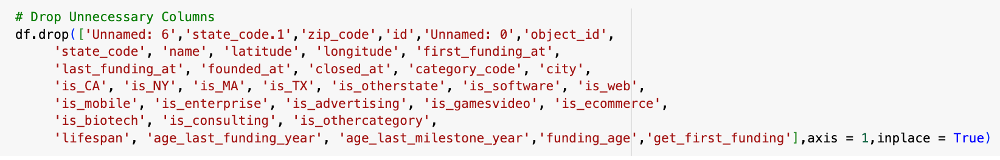 # Drop Unnecessary Columns
df.drop(['Unnamed: 6','state_code.1','zip_code','id','Unnamed: 0','object_id',
'state_code', 'name', 'latitude', 'longitude', 'first_funding_at',
'last_funding_at', 'founded_at', 'closed_at', 'category_code', 'city',
'is_CA', 'is_NY', 'is_MA', 'is_TX', 'is_otherstate', 'is_software', 'is_web',
'is_mobile', 'is_enterprise', 'is_advertising', 'is_gamesvideo', 'is_ecommerce',
'is_biotech', 'is_consulting', 'is_othercategory',
'lifespan', 'age_last_funding_year', 'age_last_milestone_year','funding_age','get_first_funding'],axis = 1,inplace = True)